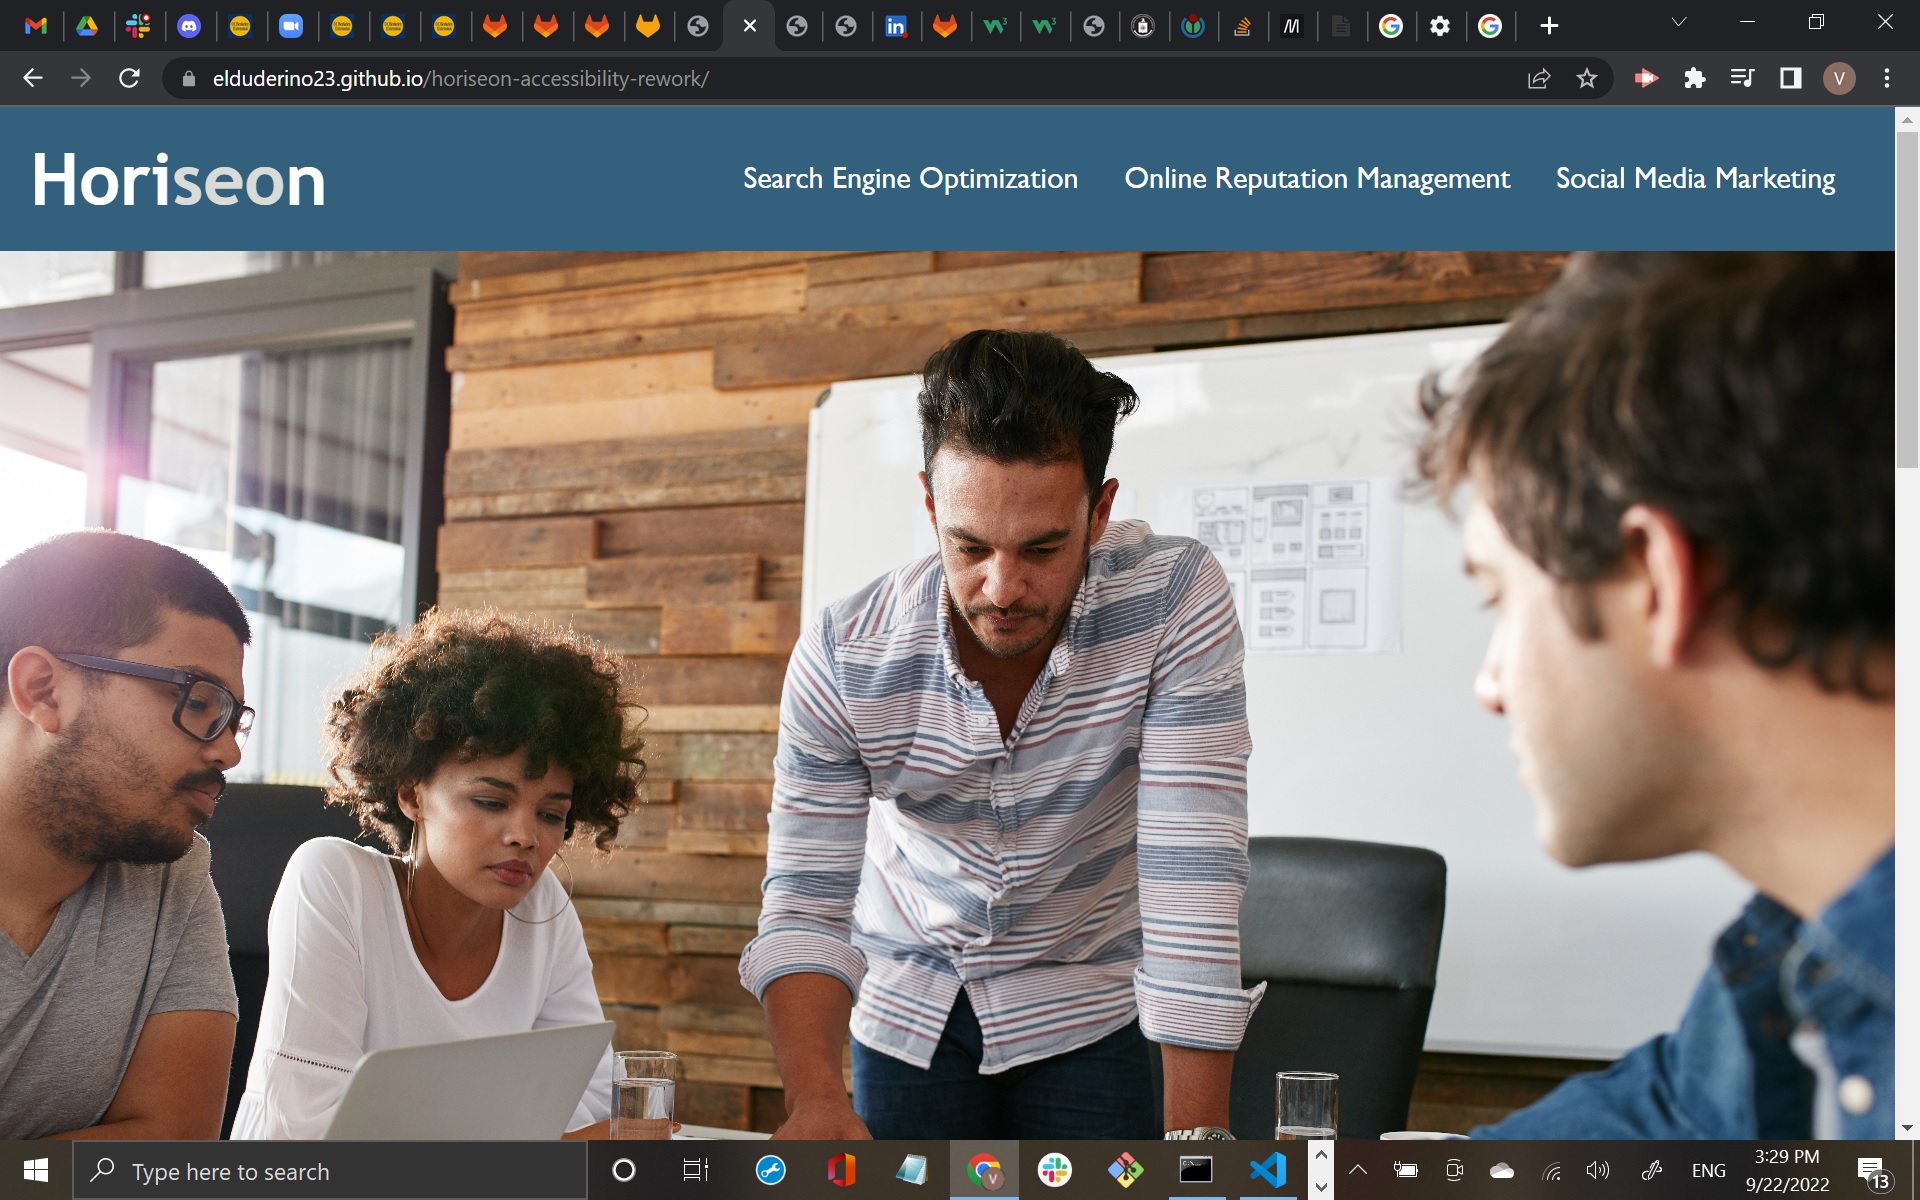 elduderino23.github.io/horiseon-accessibility-rework/
V
Horiseon
Search Engine Optimization Online Reputation Management Social Media Marketing
Type here to search
V
ENG
3:29 PM
9/22/2022
13